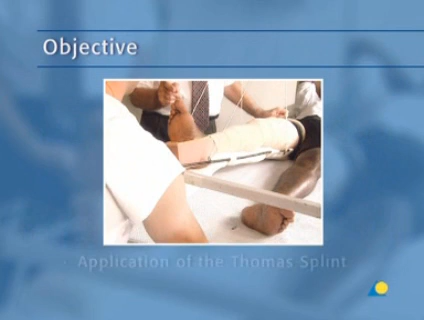 Objective
· Application of the Thomas Splint